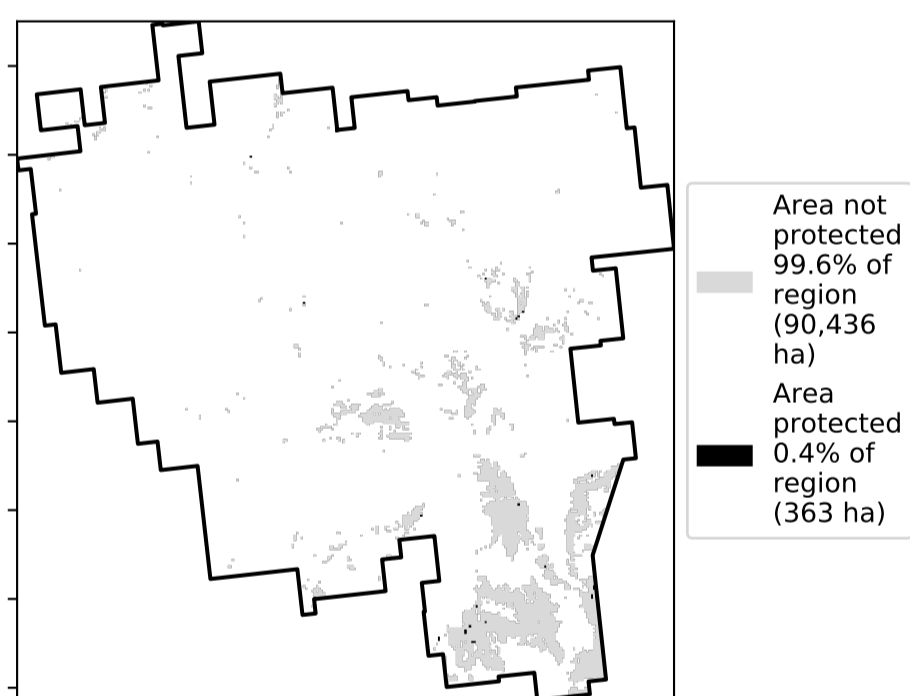 Area not
protected
99.6% of
region
(90,436
ha)
Area
protected
0.4% of
region
(363 ha)